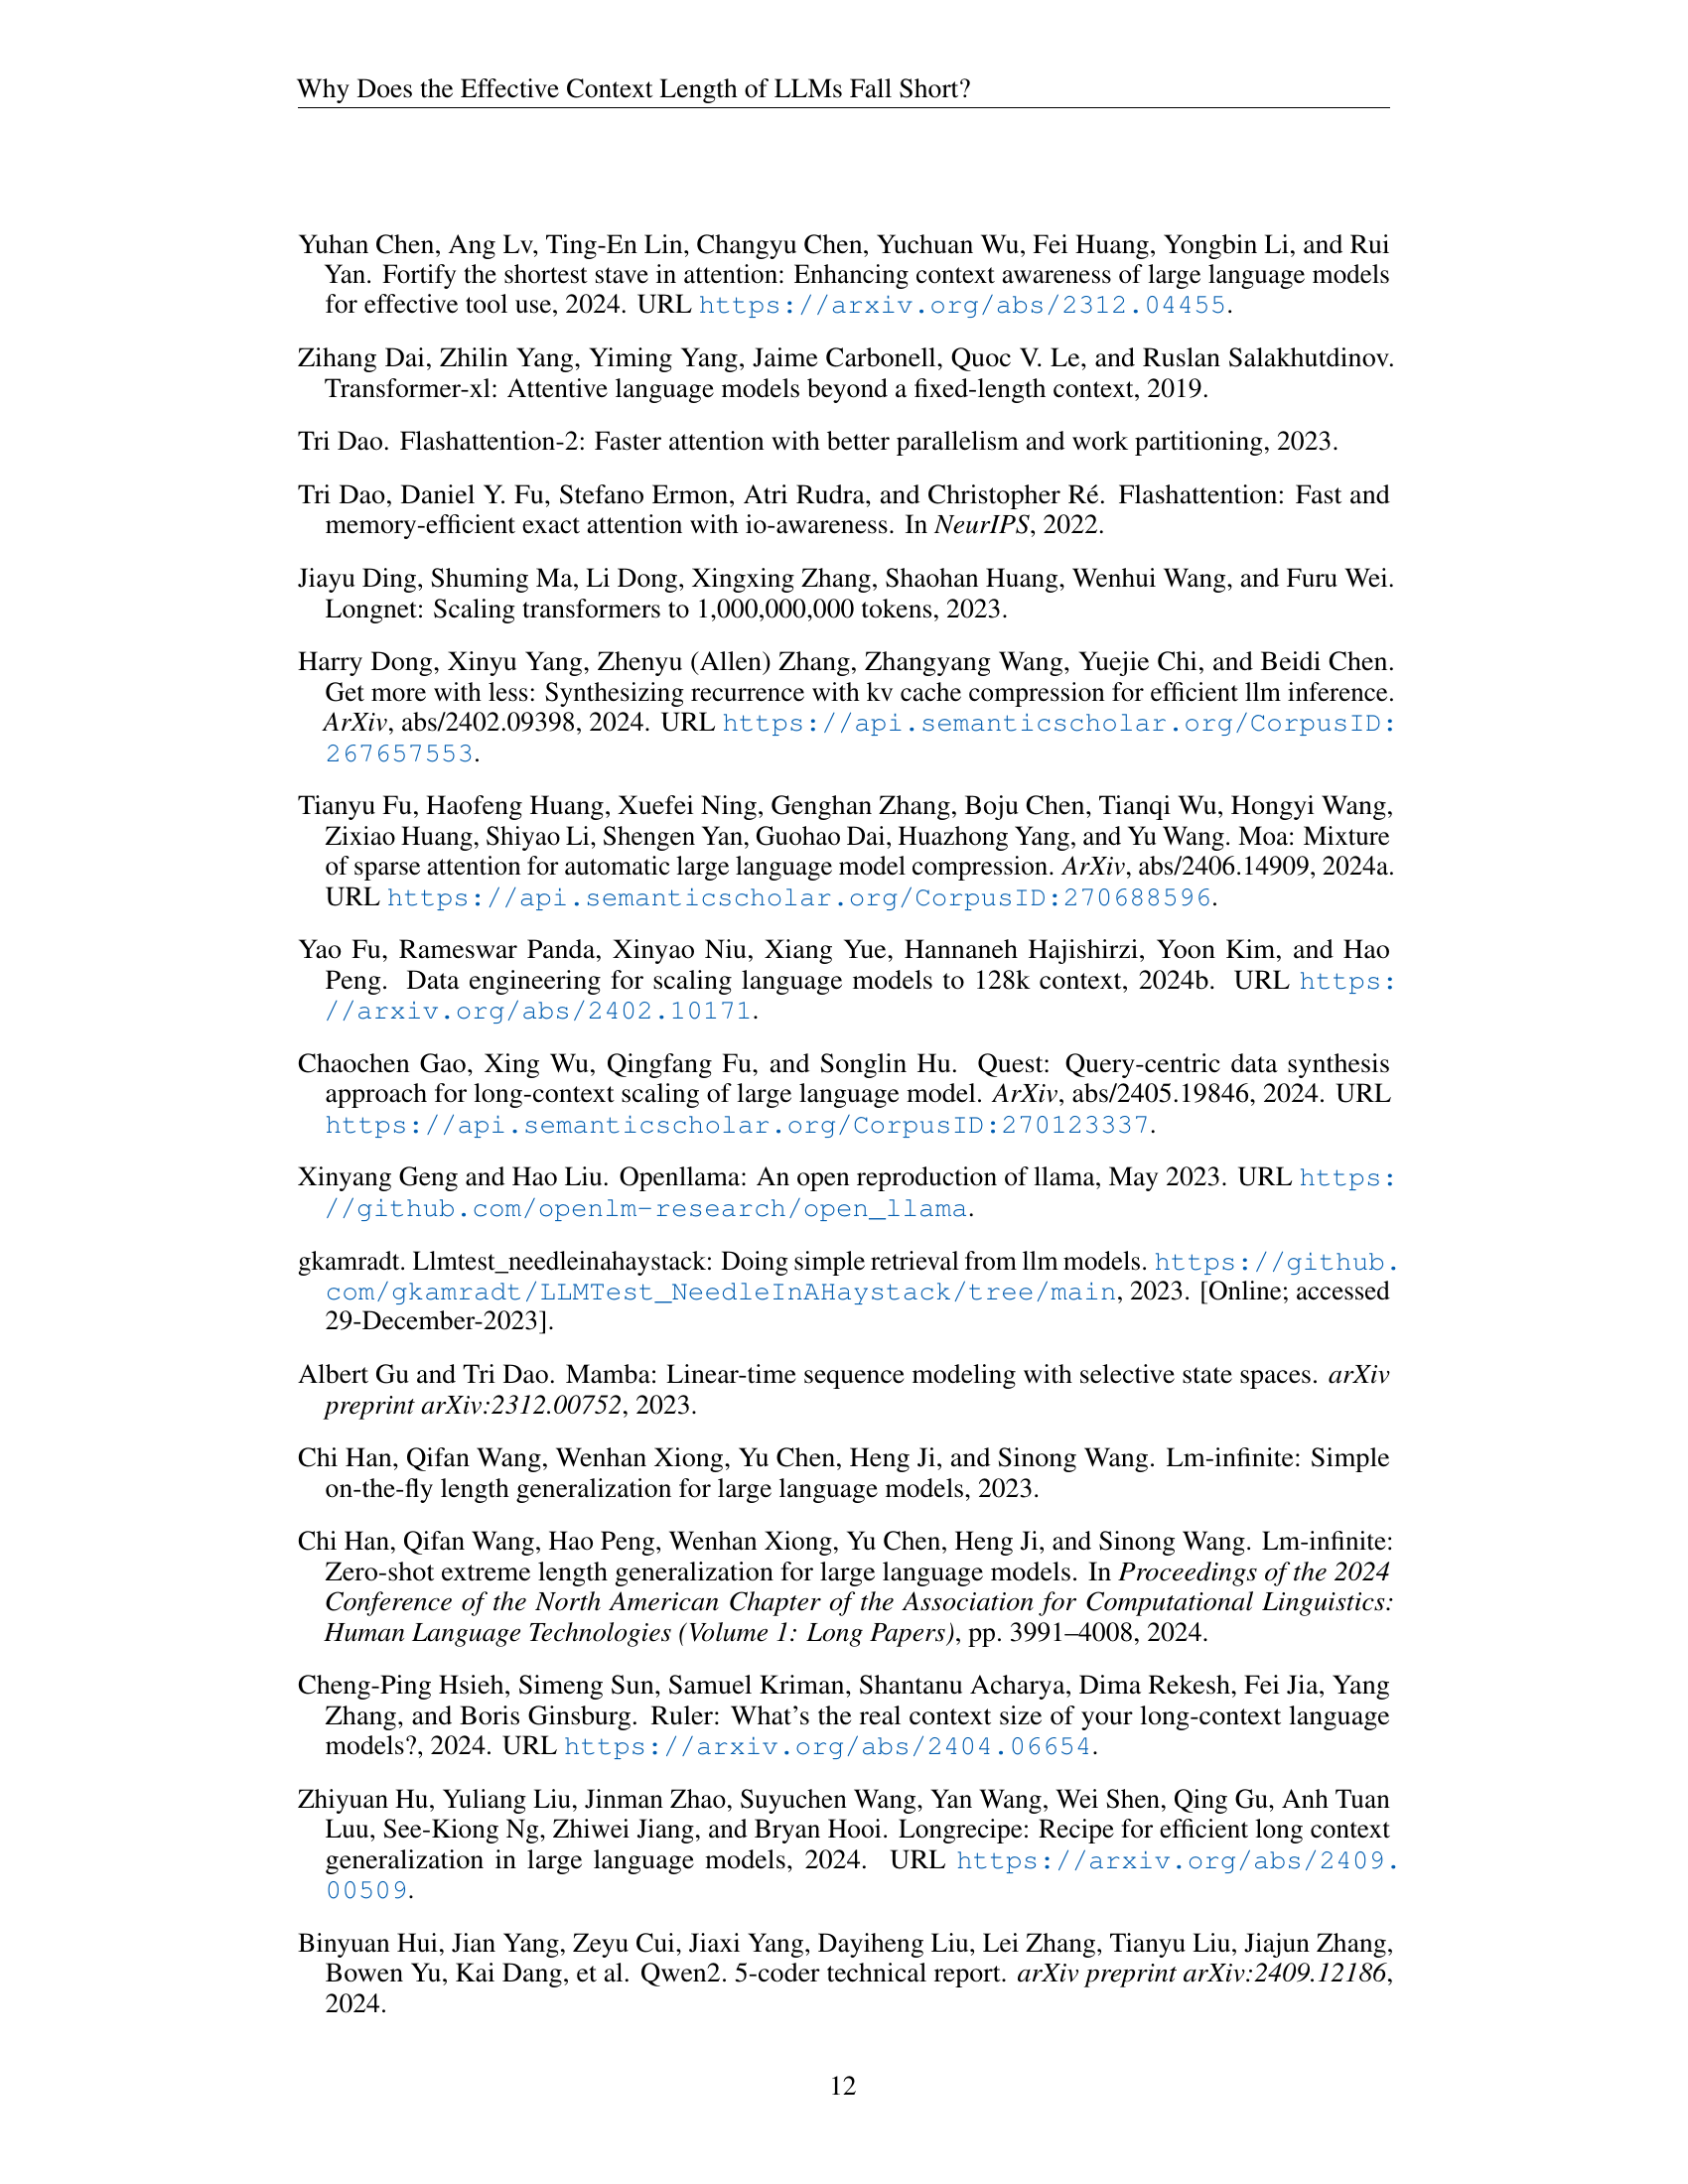 Why Does the Effective Context Length of LLMs Fall Short?
Yuhan Chen, Ang Lv, Ting-En Lin, Changyu Chen, Yuchuan Wu, Fei Huang, Yongbin Li, and Rui
Yan. Fortify the shortest stave in attention: Enhancing context awareness of large language models
for effective tool use, 2024. URL https://arxiv.org/abs/2312.04455.
Zihang Dai, Zhilin Yang, Yiming Yang, Jaime Carbonell, Quoc V. Le, and Ruslan Salakhutdinov.
Transformer-xl: Attentive language models beyond a fixed-length context, 2019.
Tri Dao. Flashattention-2: Faster attention with better parallelism and work partitioning, 2023.
Tri Dao, Daniel Y. Fu, Stefano Ermon, Atri Rudra, and Christopher Ré. Flashattention: Fast and
memory-efficient exact attention with io-awareness. In NeurIPS, 2022.
Jiayu Ding, Shuming Ma, Li Dong, Xingxing Zhang, Shaohan Huang, Wenhui Wang, and Furu Wei.
Longnet: Scaling transformers to 1,000,000,000 tokens, 2023.
Harry Dong, Xinyu Yang, Zhenyu (Allen) Zhang, Zhangyang Wang, Yuejie Chi, and Beidi Chen.
Get more with less: Synthesizing recurrence with kv cache compression for efficient llm inference.
ArXiv, abs/2402.09398, 2024. URL https://api.semanticscholar.org/CorpusID:
267657553.
Tianyu Fu, Haofeng Huang, Xuefei Ning, Genghan Zhang, Boju Chen, Tianqi Wu, Hongyi Wang,
Zixiao Huang, Shiyao Li, Shengen Yan, Guohao Dai, Huazhong Yang, and Yu Wang. Moa: Mixture
of sparse attention for automatic large language model compression. ArXiv, abs/2406.14909, 2024a.
URL https://api.semanticscholar.org/CorpusID:270688596.
Yao Fu, Rameswar Panda, Xinyao Niu, Xiang Yue, Hannaneh Hajishirzi, Yoon Kim, and Hao
Peng. Data engineering for scaling language models to 128k context, 2024b. URL https:
//arxiv.org/abs/2402.10171.
Chaochen Gao, Xing Wu, Qingfang Fu, and Songlin Hu. Quest: Query-centric data synthesis
approach for long-context scaling of large language model. ArXiv, abs/2405.19846, 2024. URL
https://api.semanticscholar.org/CorpusID:270123337.
Xinyang Geng and Hao Liu. Openllama: An open reproduction of llama, May 2023. URL https:
//github.com/openlm-research/open_llama.
gkamradt. Llmtest_needleinahaystack: Doing simple retrieval from llm models. https://github.
com/gkamradt/LLMTest_NeedleInAHaystack/tree/main, 2023. [Online; accessed
29-December-2023].
Albert Gu and Tri Dao. Mamba: Linear-time sequence modeling with selective state spaces. arXiv
preprint arXiv:2312.00752, 2023.
Chi Han, Qifan Wang, Wenhan Xiong, Yu Chen, Heng Ji, and Sinong Wang. Lm-infinite: Simple
on-the-fly length generalization for large language models, 2023.
Chi Han, Qifan Wang, Hao Peng, Wenhan Xiong, Yu Chen, Heng Ji, and Sinong Wang. Lm-infinite:
Zero-shot extreme length generalization for large language models. In Proceedings of the 2024
Conference of the North American Chapter of the Association for Computational Linguistics:
Human Language Technologies (Volume 1: Long Papers), pp. 3991–4008, 2024.
Cheng-Ping Hsieh, Simeng Sun, Samuel Kriman, Shantanu Acharya, Dima Rekesh, Fei Jia, Yang
Zhang, and Boris Ginsburg. Ruler: What's the real context size of your long-context language
models?, 2024. URL https://arxiv.org/abs/2404.06654.
Zhiyuan Hu, Yuliang Liu, Jinman Zhao, Suyuchen Wang, Yan Wang, Wei Shen, Qing Gu, Anh Tuan
Luu, See-Kiong Ng, Zhiwei Jiang, and Bryan Hooi. Longrecipe: Recipe for efficient long context
generalization in large language models, 2024. URL https://arxiv.org/abs/2409.
00509.
Binyuan Hui, Jian Yang, Zeyu Cui, Jiaxi Yang, Dayiheng Liu, Lei Zhang, Tianyu Liu, Jiajun Zhang,
Bowen Yu, Kai Dang, et al. Qwen2. 5-coder technical report. arXiv preprint arXiv:2409.12186,
2024.
12